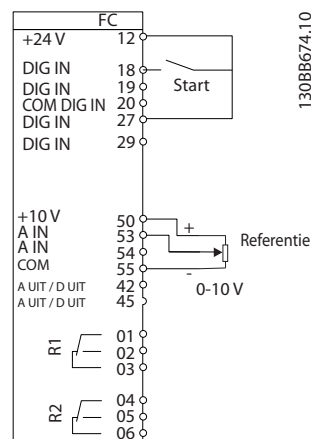 FC
+24 V 12
DIG IN 18
DIG IN 19
COM DIG IN 20
DIG IN 27
DIG IN 29
Start
+10 V 50
A IN 53
A IN 54
COM 55
A UIT / D UIT 42
A UIT / D UIT 45
+
-
Referentie
0-10 V
R1
01
02
03
R2
04
05
06
130BB674.10